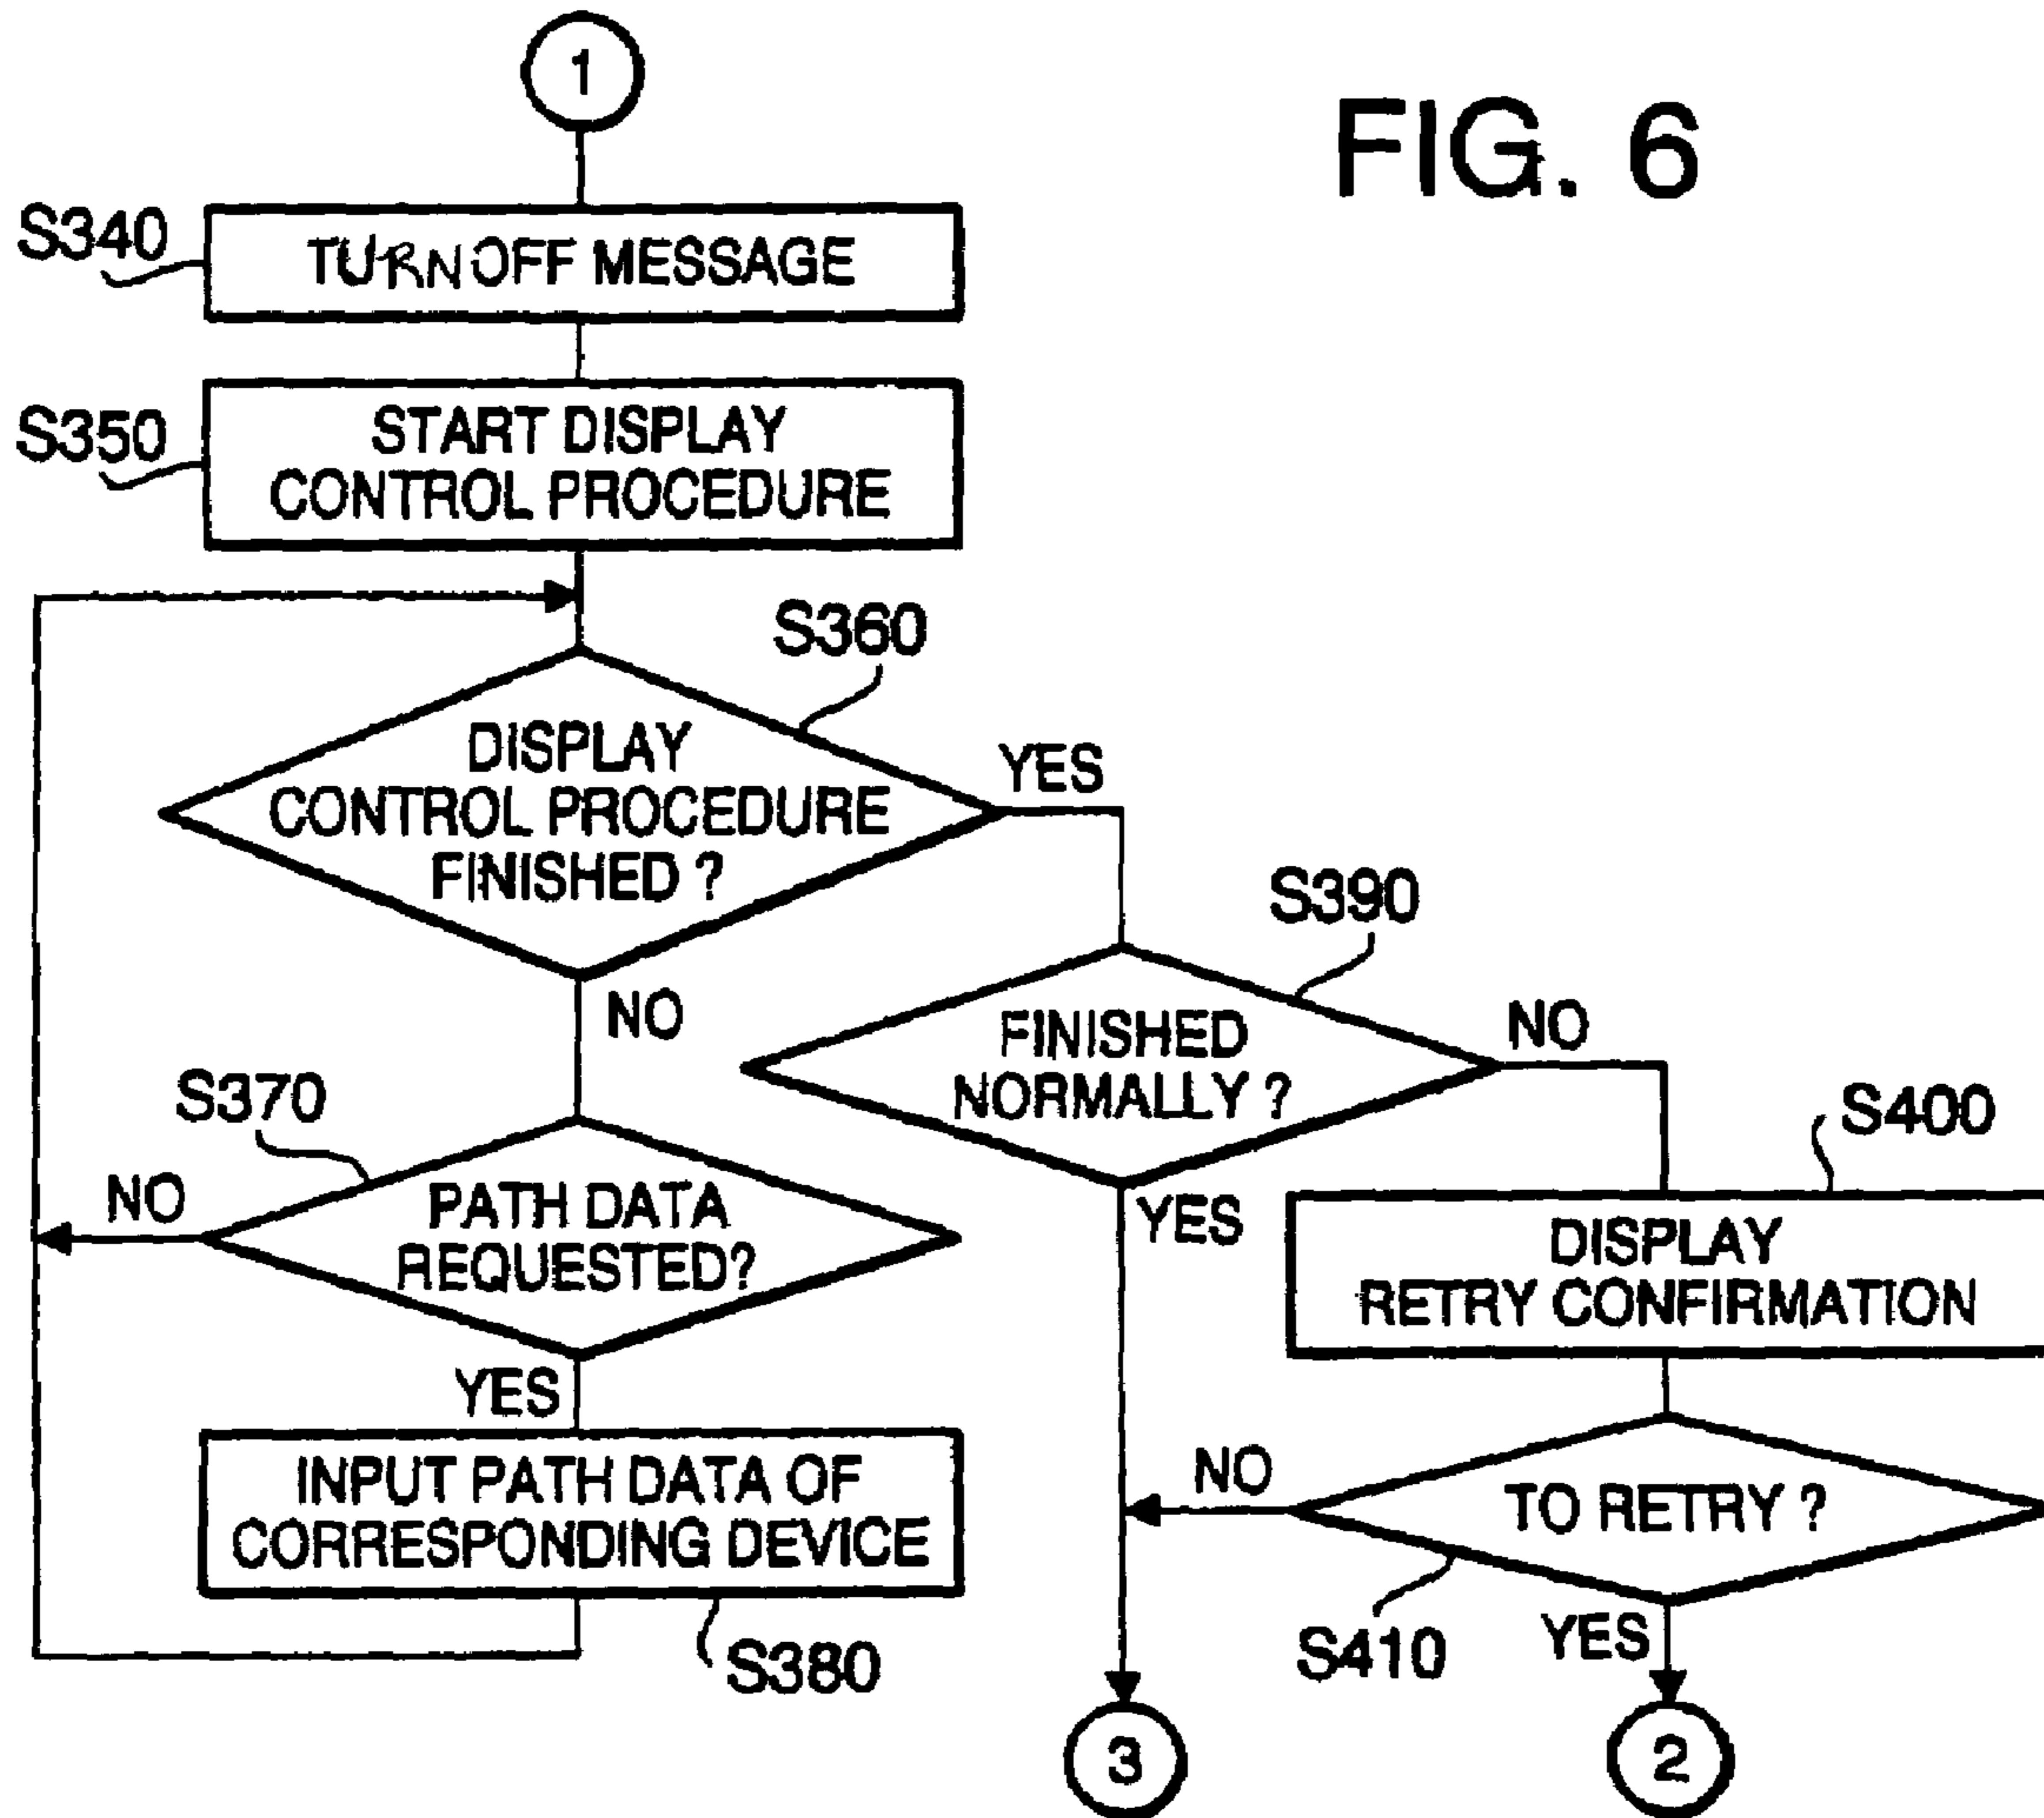 1
FIG. 6
S340
TURN OFF MESSAGE
S350
START DISPLAY
CONTROL PROCEDURE
S360
DISPLAY
CONTROL PROCEDURE
FINISHED ?
YES
NO
S390
FINISHED
NORMALLY ?
NO
YES
S370
PATH DATA
REQUESTED?
NO
YES
S400
DISPLAY
RETRY CONFIRMATION
INPUT PATH DATA OF
CORRESPONDING DEVICE
S380
TO RETRY ?
NO
S410
YES
3
2